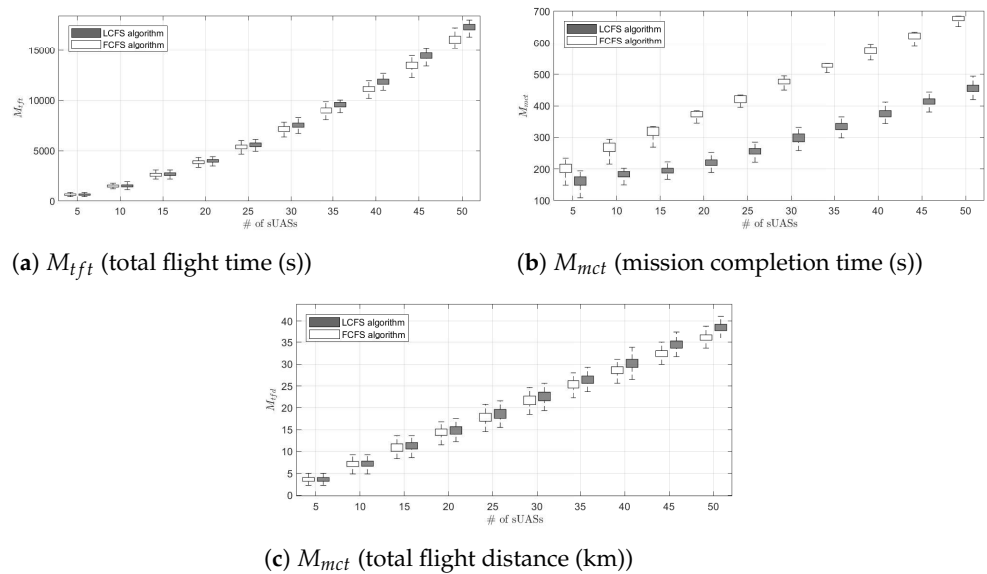 LCFS algorithm
FCFS algorithm
15000
10000
5000
0
M_tft
5 10 15 20 25 30 35 40 45 50
# of sUASs
(a) M_tft (total flight time (s))
LCFS algorithm
FCFS algorithm
700
600
500
400
300
200
100
M_mct
5 10 15 20 25 30 35 40 45 50
# of sUASs
(b) M_mct (mission completion time (s))
LCFS algorithm
FCFS algorithm
40
35
30
25
20
15
10
5
0
M_tfd
5 10 15 20 25 30 35 40 45 50
# of sUASs
(c) M_mct (total flight distance (km))